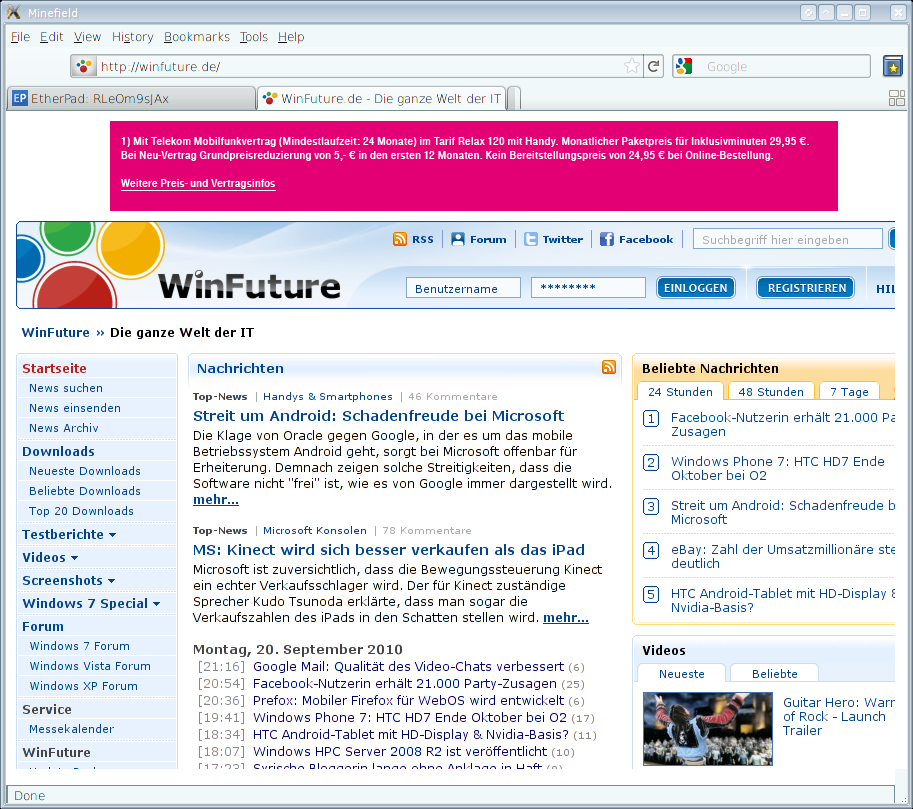 Minefield
File Edit View History Bookmarks Tools Help
http://winfuture.de/
Google
EP EtherPad: RLeOm9sJAx
WinFuture.de - Die ganze Welt der IT
1) Mit Telekom Mobilfunkvertrag (Mindestlaufzeit: 24 Monate) im Tarif Relax 120 mit Handy. Monatlicher Paketpreis für Inklusivminuten 29,95 €.
Bei Neu-Vertrag Grundpreisreduzierung von 5,- € in den ersten 12 Monaten. Kein Bereitstellungspreis von 24,95 € bei Online-Bestellung.
Weitere Preis- und Vertragsinfos
RSS Forum Twitter Facebook Suchbegriff hier eingeben
WinFuture
Benutzername ******** EINLOGGEN REGISTRIEREN HIL
WinFuture » Die ganze Welt der IT
Startseite
News suchen
News einsenden
News Archiv
Downloads
Neueste Downloads
Beliebte Downloads
Top 20 Downloads
Testberichte
Videos
Screenshots
Windows 7 Special
Forum
Windows 7 Forum
Windows Vista Forum
Windows XP Forum
Service
Messekalender
WinFuture
Nachrichten
Top-News | Handys & Smartphones | 46 Kommentare
Streit um Android: Schadenfreude bei Microsoft
Die Klage von Oracle gegen Google, in der es um das mobile
Betriebssystem Android geht, sorgt bei Microsoft offenbar für
Erheiterung. Demnach zeigen solche Streitigkeiten, dass die
Software nicht "frei" ist, wie es von Google immer dargestellt wird.
mehr...
Top-News | Microsoft Konsolen | 78 Kommentare
MS: Kinect wird sich besser verkaufen als das iPad
Microsoft ist zuversichtlich, dass die Bewegungssteuerung Kinect
ein echter Verkaufsschlager wird. Der für Kinect zuständige
Sprecher Kudo Tsunoda erklärte, dass man sogar die
Verkaufszahlen des iPads in den Schatten stellen wird. mehr...
Montag, 20. September 2010
[21:16] Google Mail: Qualität des Video-Chats verbessert (6)
[20:54] Facebook-Nutzerin erhält 21.000 Party-Zusagen (25)
[20:36] Prefox: Mobiler Firefox für WebOS wird entwickelt (6)
[19:41] Windows Phone 7: HTC HD7 Ende Oktober bei O2 (17)
[18:34] HTC Android-Tablet mit HD-Display & Nvidia-Basis? (11)
[18:07] Windows HPC Server 2008 R2 ist veröffentlicht (10)
[17:23] Syrische Bloggerin lange ohne Anklage in Haft
Beliebte Nachrichten
24 Stunden 48 Stunden 7 Tage
1 Facebook-Nutzerin erhält 21.000 Pa
Zusagen
2 Windows Phone 7: HTC HD7 Ende
Oktober bei O2
3 Streit um Android: Schadenfreude b
Microsoft
4 eBay: Zahl der Umsatzmillionäre ste
deutlich
5 HTC Android-Tablet mit HD-Display &
Nvidia-Basis?
Videos
Neueste Beliebte
Guitar Hero: Warr
of Rock - Launch
Trailer
Done